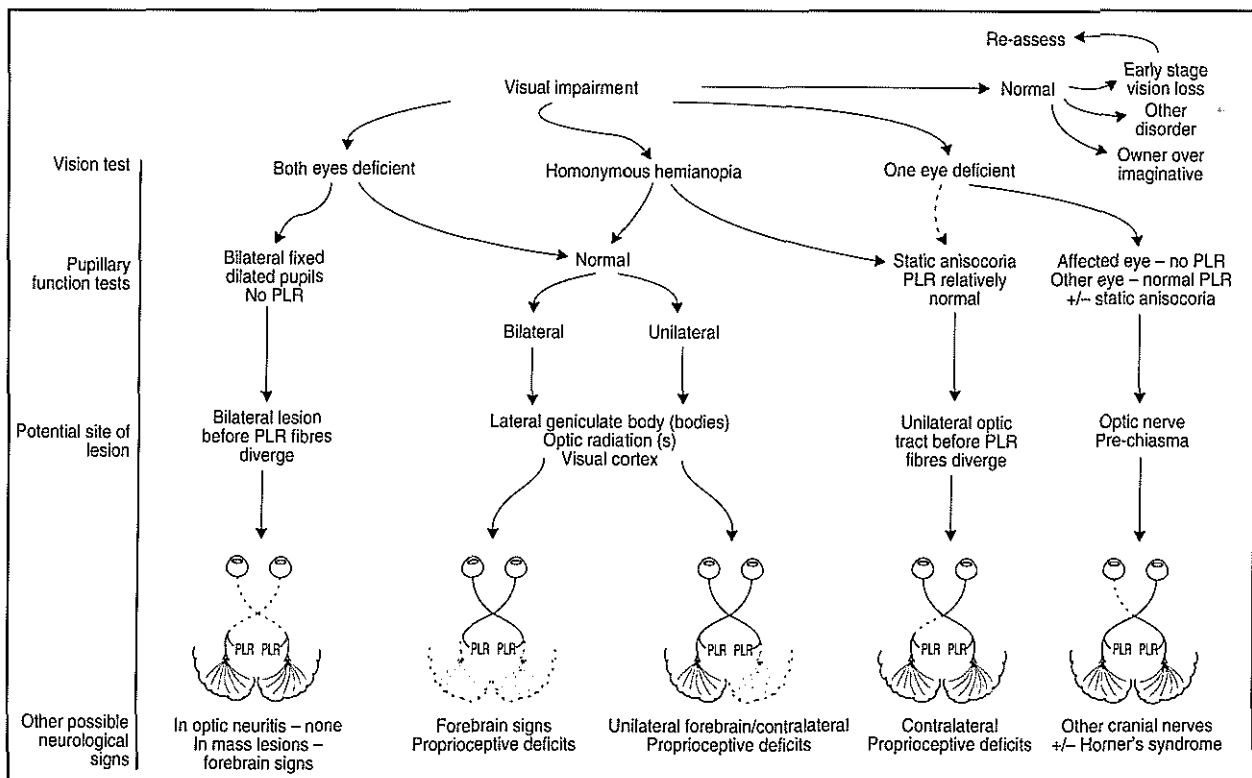 Re-assess
Visual impairment
Normal
Early stage
vision loss
Other
disorder
Owner over
imaginative
Vision test
Both eyes deficient
Homonymous hemianopia
One eye deficient
Pupillary
function tests
Bilateral fixed
dilated pupils
No PLR
Normal
Static anisocoria
PLR relatively
normal
Affected eye – no PLR
Other eye – normal PLR
+/– static anisocoria
Bilateral
Unilateral
Potential site of
lesion
Bilateral lesion
before PLR fibres
diverge
Lateral geniculate body (bodies)
Optic radiation (s)
Visual cortex
Unilateral optic
tract before PLR
fibres diverge
Optic nerve
Pre-chiasma
PLR PLR
PLR PLR
PLR PLR
PLR PLR
PLR PLR
Other possible
neurological
signs
In optic neuritis – none
In mass lesions –
forebrain signs
Forebrain signs
Proprioceptive deficits
Unilateral forebrain/contralateral
Proprioceptive deficits
Contralateral
Proprioceptive deficits
Other cranial nerves
+/– Horner's syndrome